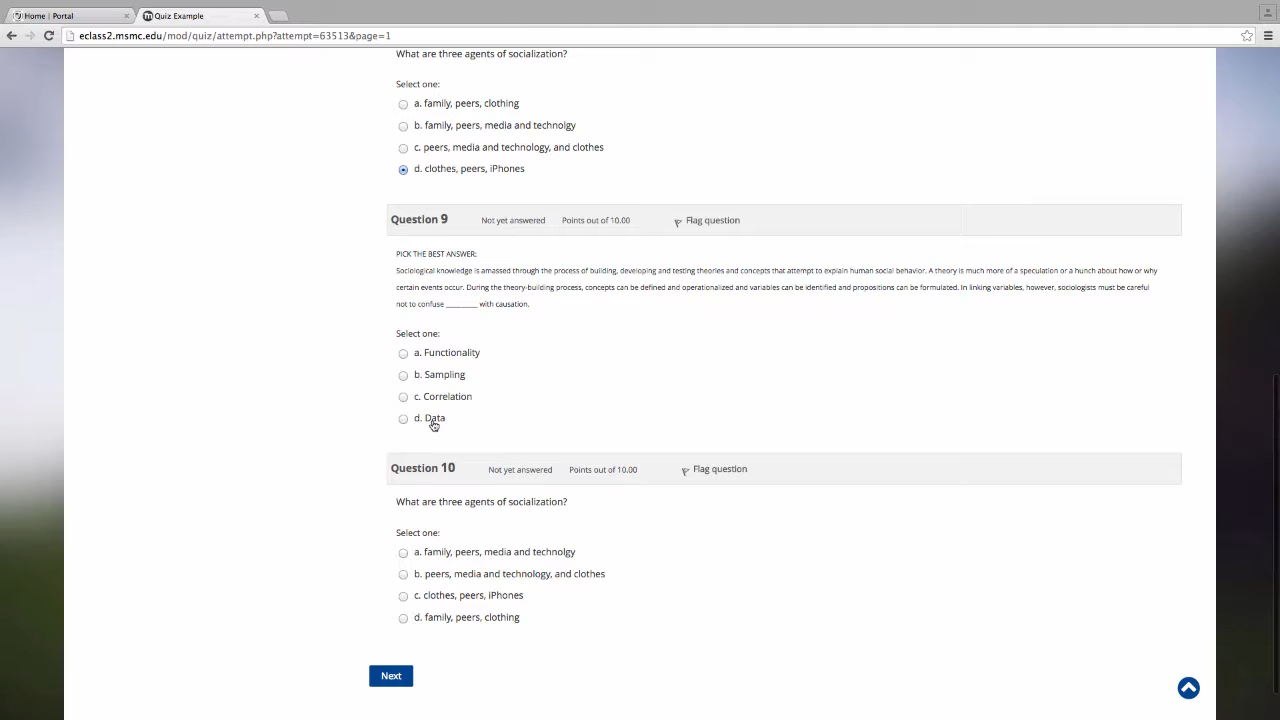 Home | Portal
Quiz Example
eclass2.msmc.edu/mod/quiz/attempt.php?attempt=63513&page=1
What are three agents of socialization?
Select one:
a. family, peers, clothing
b. family, peers, media and technolgy
c. peers, media and technology, and clothes
d. clothes, peers, iPhones
Question 9 Not yet answered Points out of 10.00 Flag question
PICK THE BEST ANSWER:
Sociological knowledge is amassed through the process of building, developing and testing theories and concepts that attempt to explain human social behavior. A theory is much more of a speculation or a hunch about how or why
certain events occur. During the theory-building process, concepts can be defined and operationalized and variables can be identified and propositions can be formulated. In linking variables, however, sociologists must be careful
not to confuse ________ with causation.
Select one:
a. Functionality
b. Sampling
c. Correlation
d. Data
Question 10 Not yet answered Points out of 10.00 Flag question
What are three agents of socialization?
Select one:
a. family, peers, media and technolgy
b. peers, media and technology, and clothes
c. clothes, peers, iPhones
d. family, peers, clothing
Next